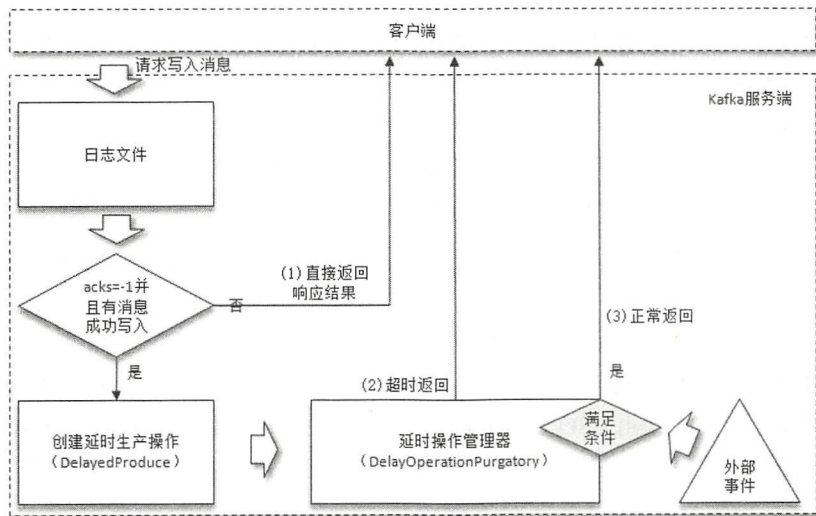 客户端
请求写入消息
Kafka服务端
日志文件
acks=-1并
且有消息
成功写入
否
(1)直接返回
响应结果
(3)正常返回
是
(2)超时返回
是
创建延时生产操作
（DelayedProduce）
延时操作管理器
（DelayOperationPurgatory）
满足
条件
外部
事件